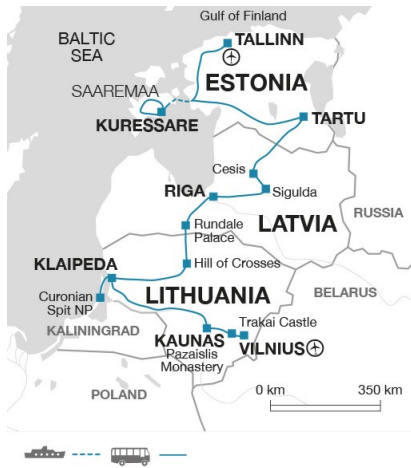 Gulf of Finland
BALTIC
SEA
TALLINN
ESTONIA
SAAREMAA
KURESSARE
TARTU
Cesis
RIGA
Sigulda
LATVIA
RUSSIA
Rundale
Palace
KLAIPEDA
Hill of Crosses
LITHUANIA
BELARUS
Curonian
Spit NP
KALININGRAD
Trakai Castle
KAUNAS
Pazaislis
Monastery
VILNIUS
POLAND
0 km
350 km